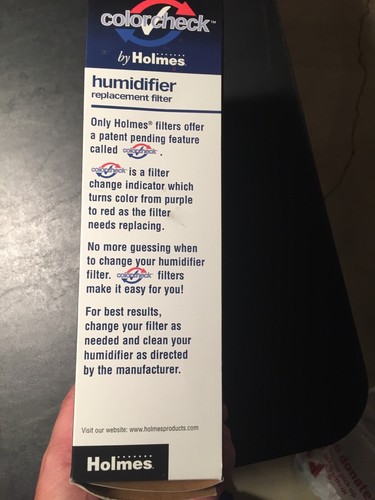 colorcheck™
by Holmes
humidifier
replacement filter
Only Holmes® filters offer
a patent pending feature
called colorcheck.
colorcheck is a filter
change indicator which
turns color from purple
to red as the filter
needs replacing.
No more guessing when
to change your humidifier
filter. colorcheck filters
make it easy for you!
For best results,
change your filter as
needed and clean your
humidifier as directed
by the manufacturer.
Visit our website: www.holmesproducts.com
Holmes